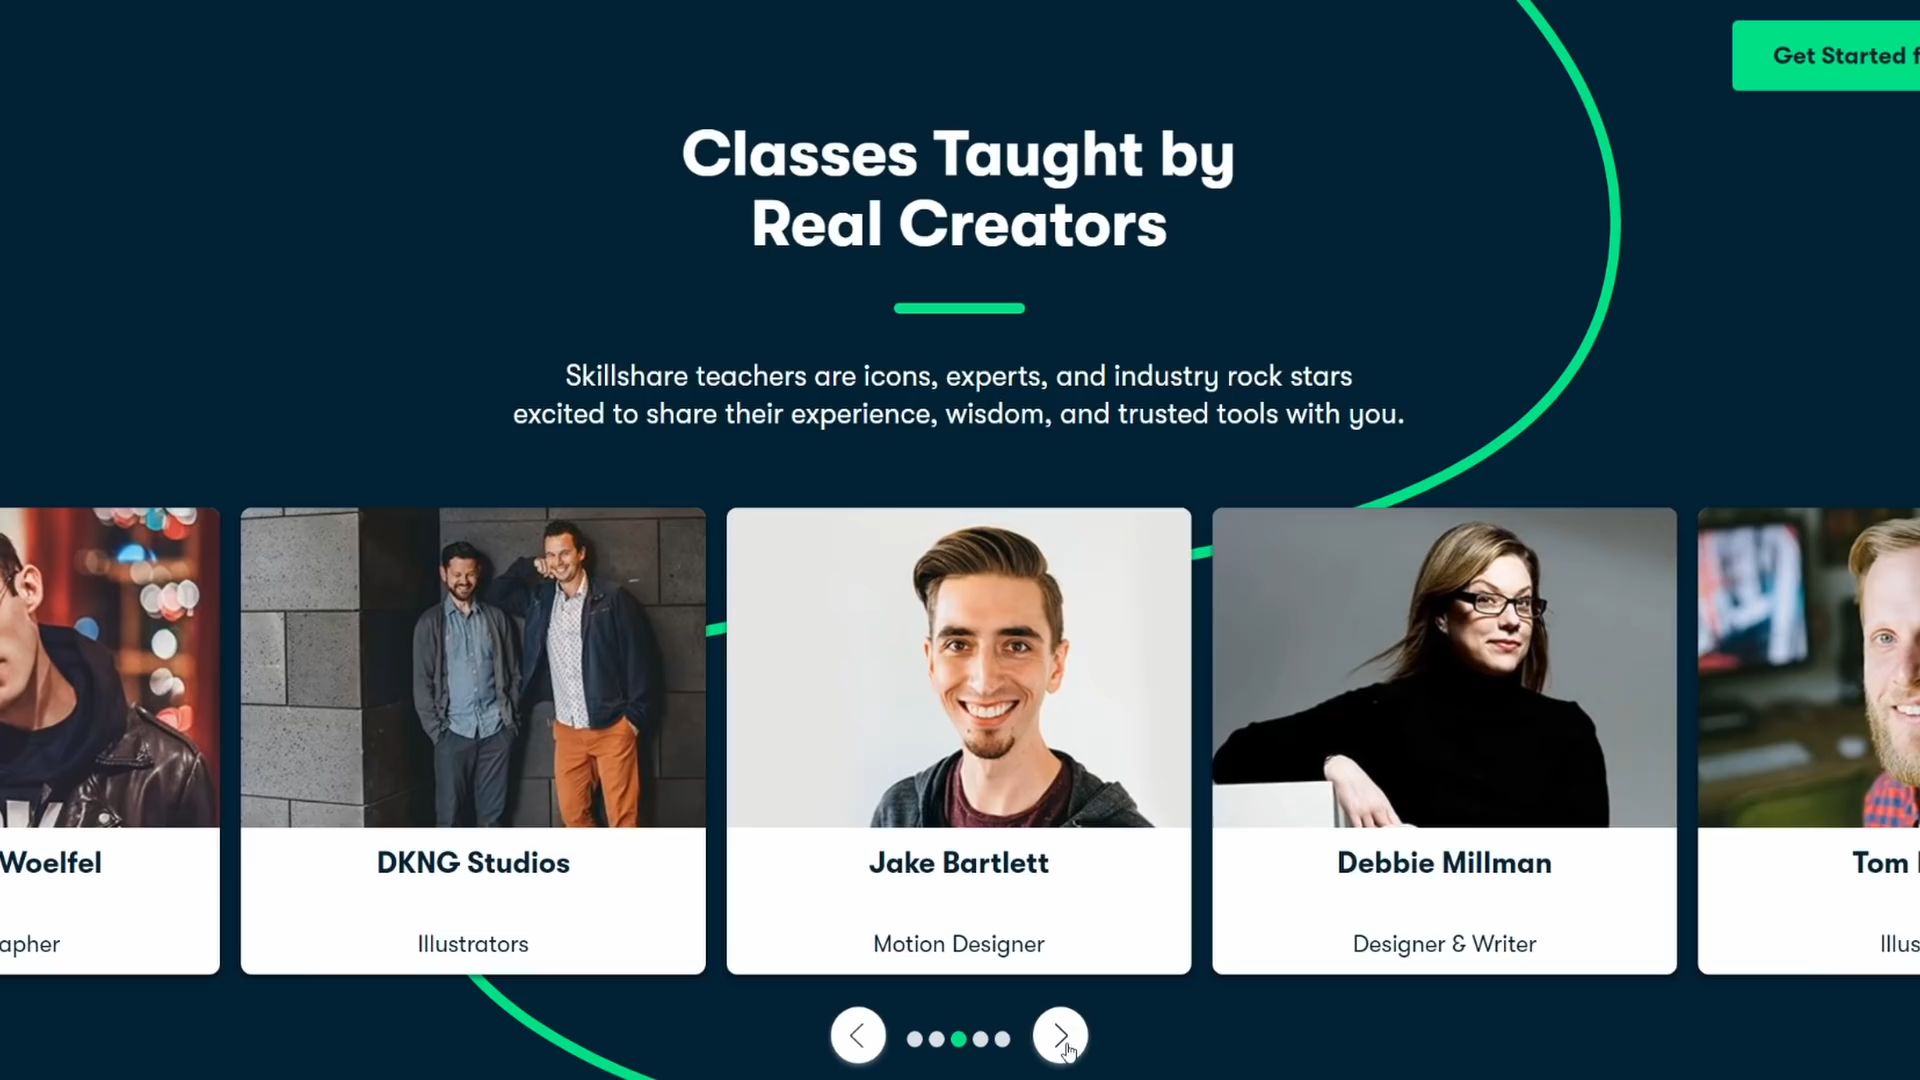 Get Started
Classes Taught by
Real Creators
Skillshare teachers are icons, experts, and industry rock stars
excited to share their experience, wisdom, and trusted tools with you.
Woelfel
DKNG Studios
Jake Bartlett
Debbie Millman
Tom
Illustrators
Motion Designer
Designer & Writer